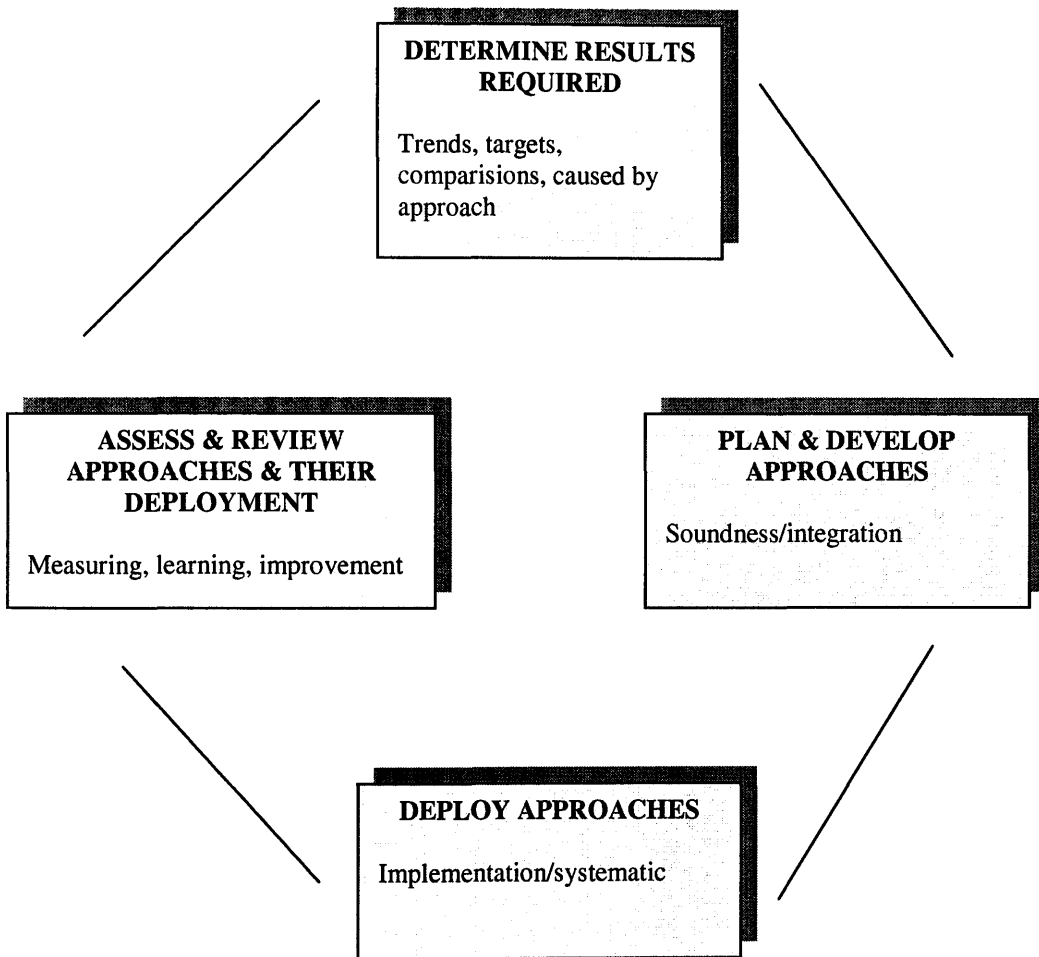 DETERMINE RESULTS
REQUIRED
Trends, targets,
comparisions, caused by
approach
ASSESS & REVIEW
APPROACHES & THEIR
DEPLOYMENT
Measuring, learning, improvement
PLAN & DEVELOP
APPROACHES
Soundness/integration
DEPLOY APPROACHES
Implementation/systematic